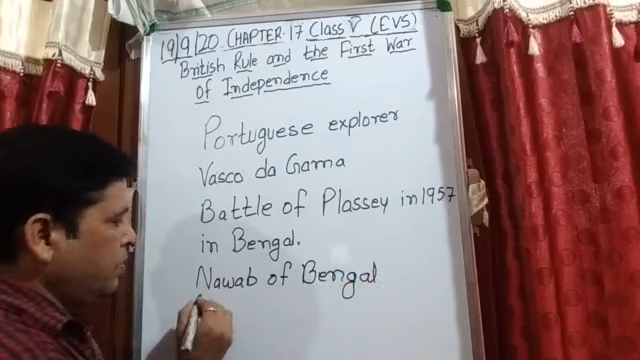 19/9/20 CHAPTER-17 Class V (EVS)
British Rule and the First War
of Independence
Portuguese explorer
Vasco da Gama
Battle of Plassey in 1957
in Bengal.
Nawab of Bengal